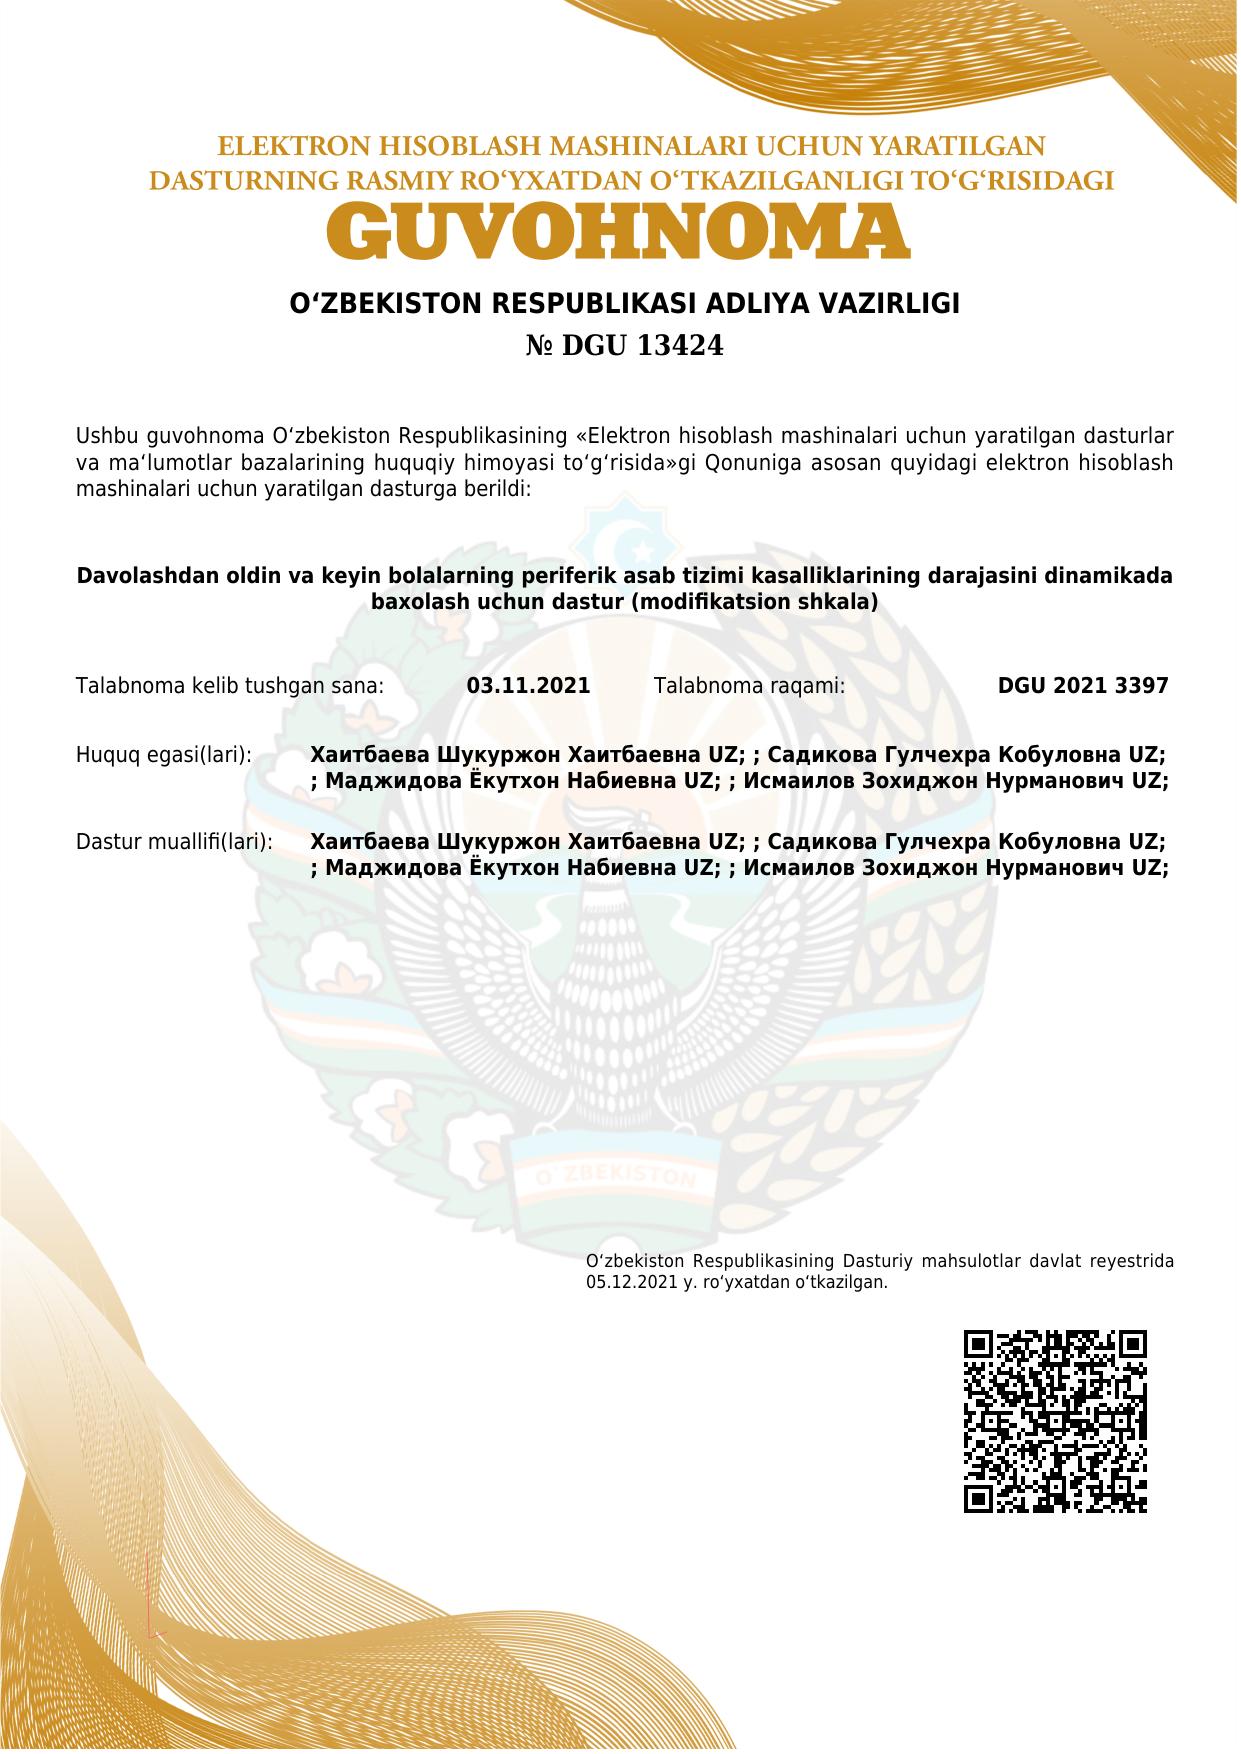 ELEKTRON HISOBLASH MASHINALARI UCHUN YARATILGAN
DASTURNING RASMIY RO‘YXATDAN O‘TKAZILGANLIGI TO‘G‘RISIDAGI
GUVOHNOMA
O‘ZBEKISTON RESPUBLIKASI ADLIYA VAZIRLIGI
№ DGU 13424
Ushbu guvohnoma O‘zbekiston Respublikasining «Elektron hisoblash mashinalari uchun yaratilgan dasturlar
va ma‘lumotlar bazalarining huquqiy himoyasi to‘g‘risida»gi Qonuniga asosan quyidagi elektron hisoblash
mashinalari uchun yaratilgan dasturga berildi:
Davolashdan oldin va keyin bolalarning periferik asab tizimi kasalliklarining darajasini dinamikada
baxolash uchun dastur (modifikatsion shkala)
Talabnoma kelib tushgan sana: 03.11.2021 Talabnoma raqami: DGU 2021 3397
Huquq egasi(lari): Хаитбаева Шукуржон Хаитбаевна UZ; ; Садикова Гулчехра Кобуловна UZ;
; Маджидова Ёкутхон Набиевна UZ; ; Исмаилов Зохиджон Нурманович UZ;
Dastur muallifi(lari): Хаитбаева Шукуржон Хаитбаевна UZ; ; Садикова Гулчехра Кобуловна UZ;
; Маджидова Ёкутхон Набиевна UZ; ; Исмаилов Зохиджон Нурманович UZ;
O‘ZBEKISTON
O‘zbekiston Respublikasining Dasturiy mahsulotlar davlat reyestrida
05.12.2021 y. ro‘yxatdan o‘tkazilgan.